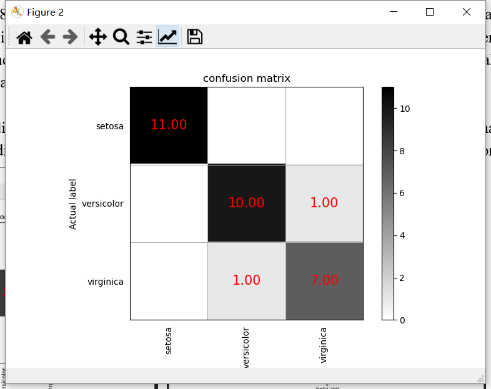 Figure 2
confusion matrix
setosa
versicolor
virginica
Actual label
11.00
10.00
1.00
1.00
7.00
setosa
versicolor
virginica
10
8
6
4
2
0